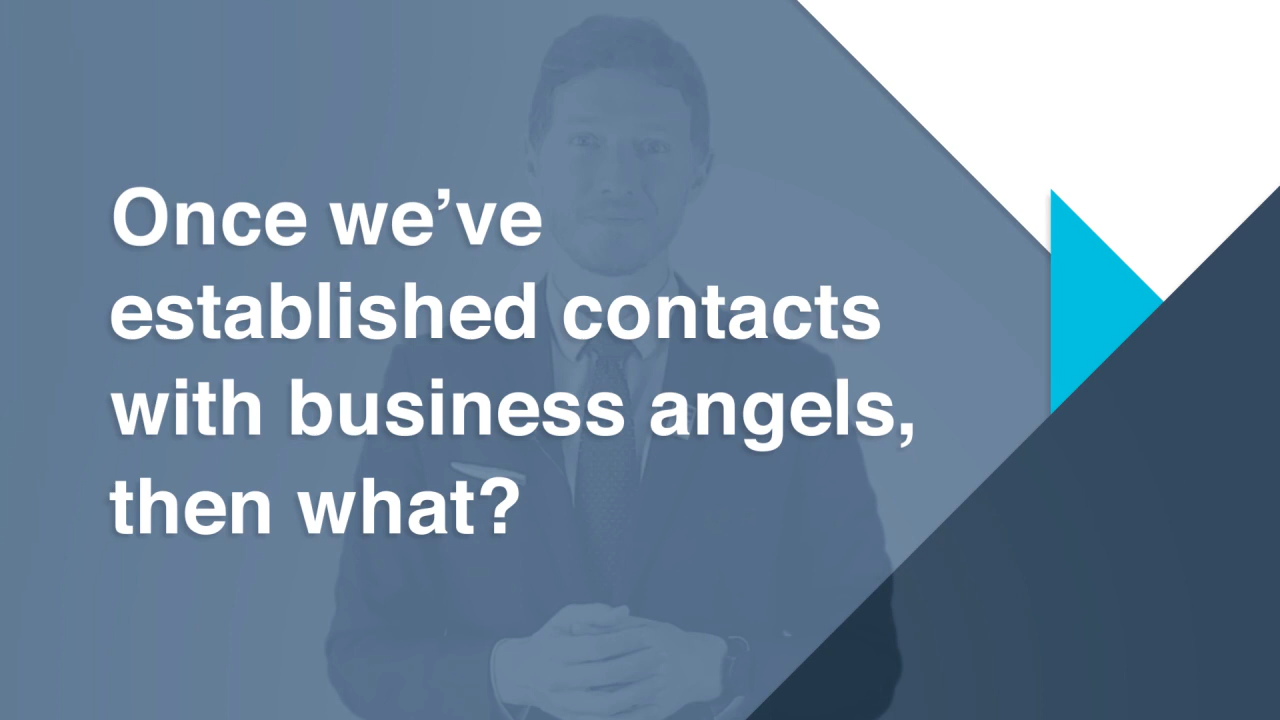 Once we’ve
established contacts
with business angels,
then what?